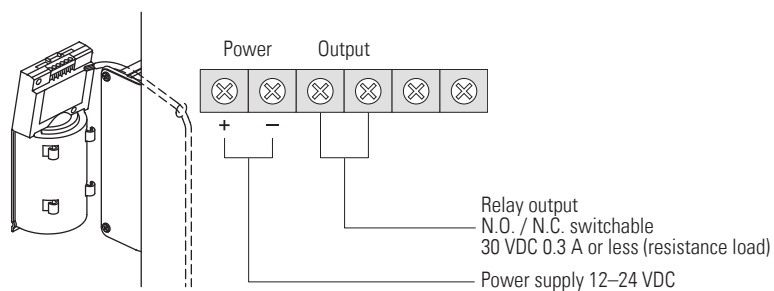 Power Output
+ −
Relay output
N.O. / N.C. switchable
30 VDC 0.3 A or less (resistance load)
Power supply 12–24 VDC